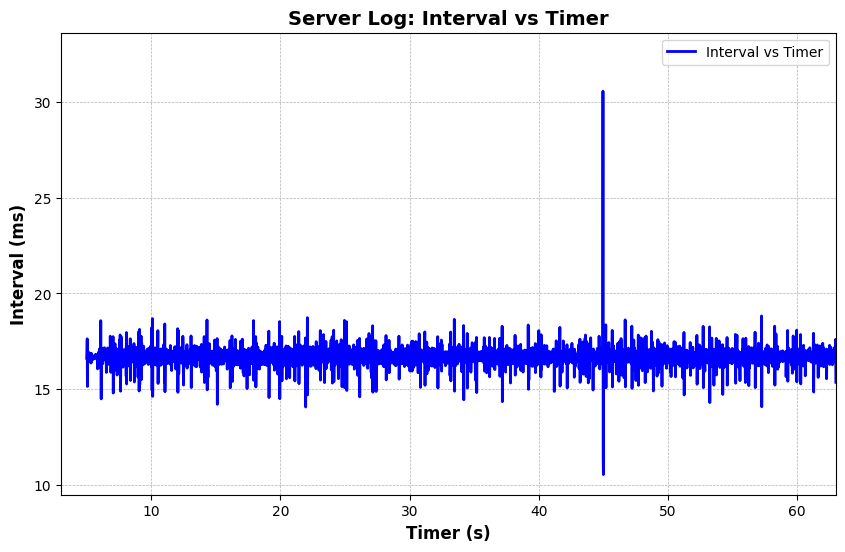 Server Log: Interval vs Timer
Interval vs Timer
Interval (ms)
30
25
20
15
10
10 20 30 40 50 60
Timer (s)